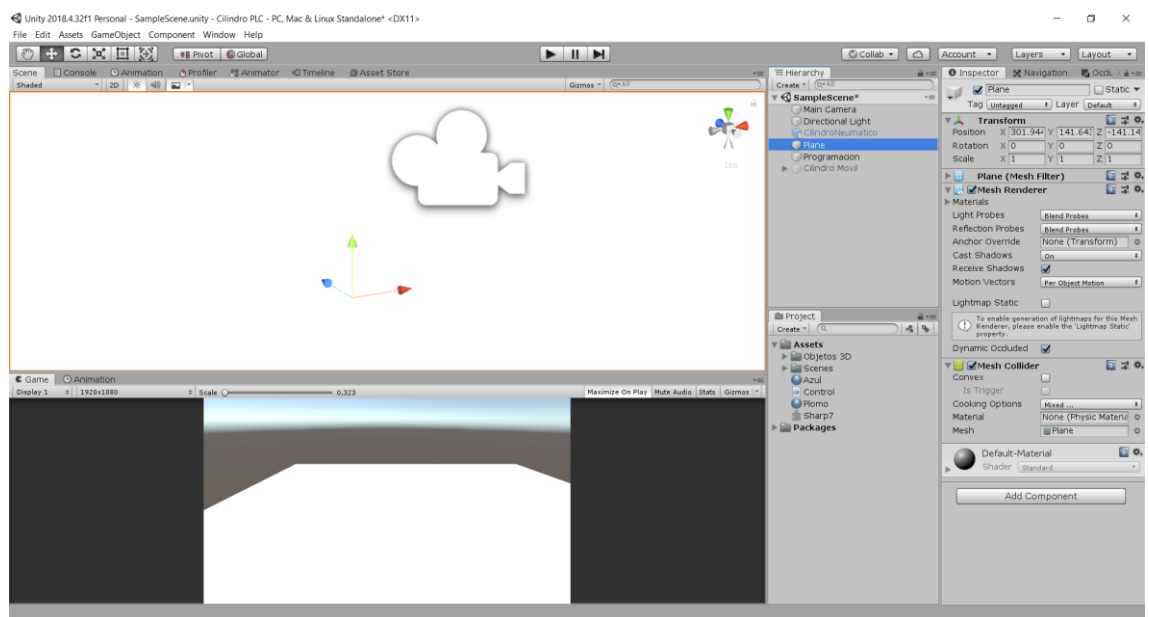 Unity 2018.4.32f1 Personal - SampleScene.unity - Cilindro PLC - PC, Mac & Linux Standalone* <DX11>
File Edit Assets GameObject Component Window Help
Pivot Global Collab Account Layers Layout
Scene Console Animation Profiler Animator Timeline Asset Store
Shaded 2D Gizmos All
Iso
Game Animation
Display 1 1920x1080 Scale 0,323 Maximize On Play Mute Audio Stats Gizmos
Hierarchy
Create All
SampleScene*
Main Camera
Directional Light
CilindroNeumatico
Plane
Programacion
Cilindro Movil
Project
Create
Assets
Objetos 3D
Scenes
Azul
Control
Plomo
Sharp7
Packages
Inspector Navigation
Plane Static
Tag Untagged Layer Default
Transform
Position X 301.94 Y 141.64 Z -141.14
Rotation X 0 Y 0 Z 0
Scale X 1 Y 1 Z 1
Plane (Mesh Filter)
Mesh Renderer
Materials
Light Probes Blend Probes
Reflection Probes Blend Probes
Anchor Override None (Transform)
Cast Shadows On
Receive Shadows
Motion Vectors Per Object Motion
Lightmap Static
To enable generation of lightmaps for this Mesh
Renderer, please enable the 'Lightmap Static'
property.
Dynamic Occluded
Mesh Collider
Convex
Is Trigger
Cooking Options Mixed ...
Material None (Physic Materia
Mesh Plane
Default-Material
Shader Standard
Add Component